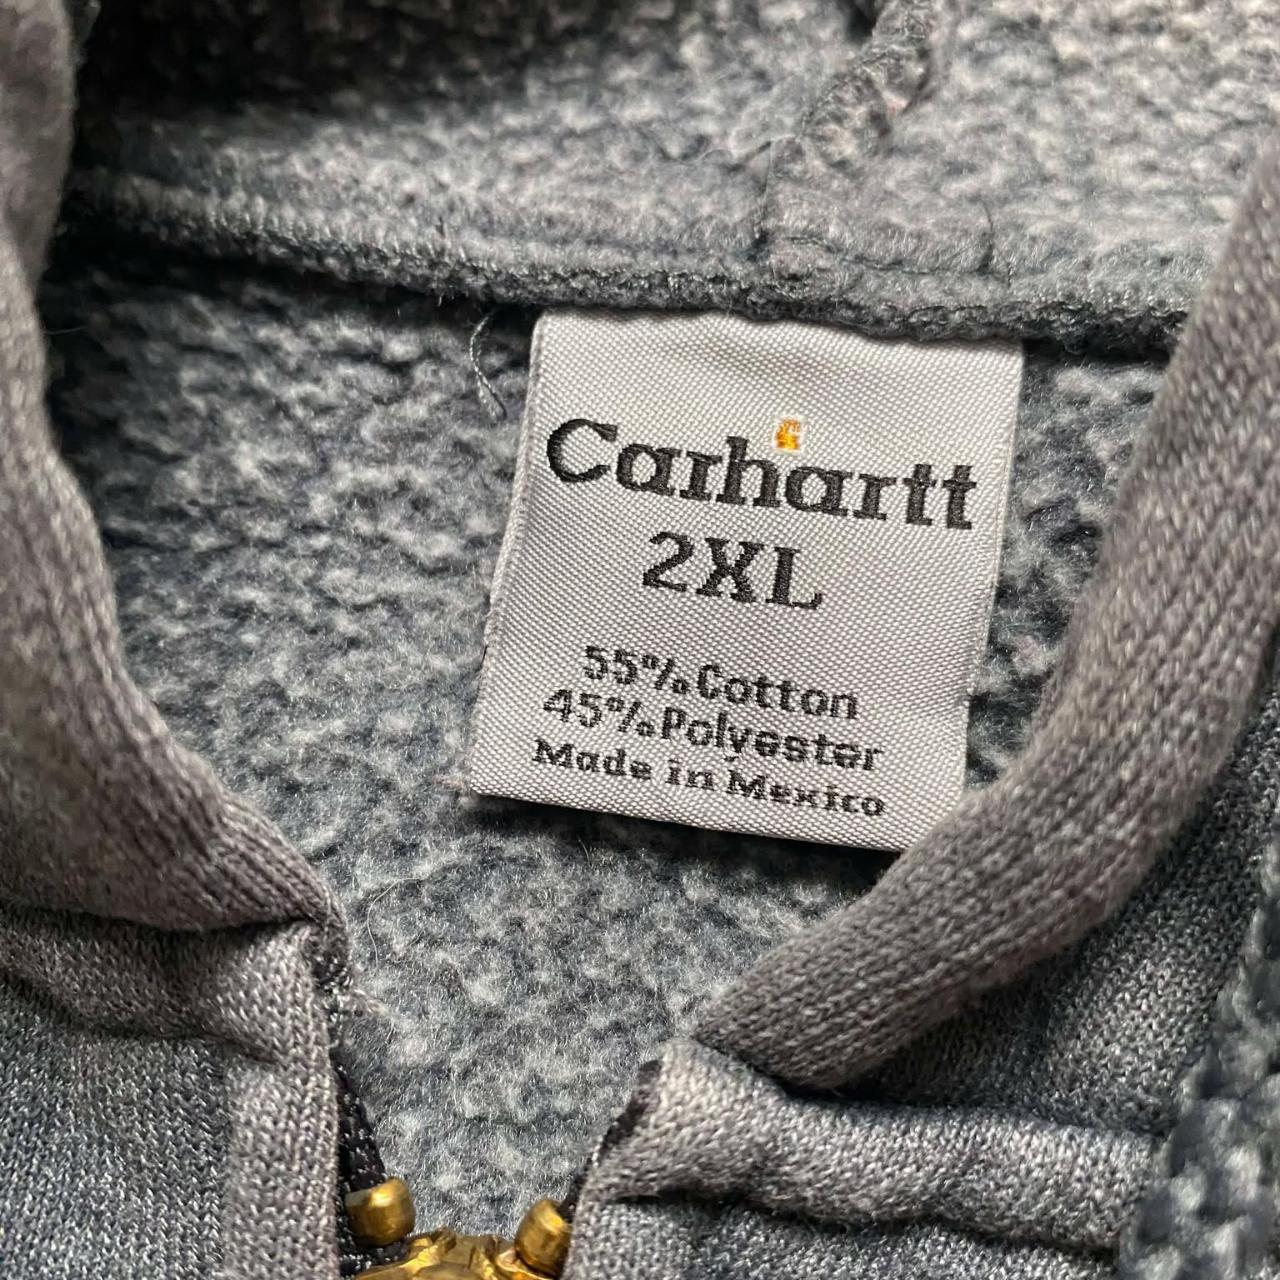 Carhartt
2XL
55% Cotton
45% Polyester
Made in Mexico